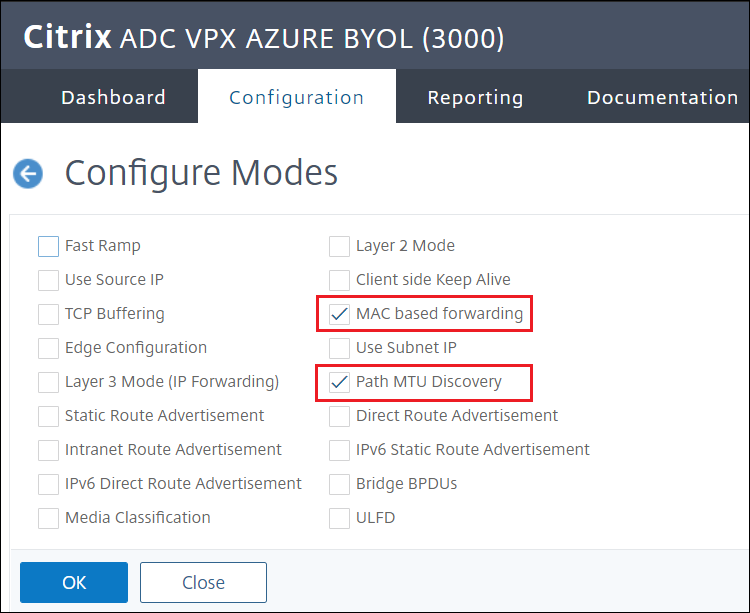 Citrix ADC VPX AZURE BYOL (3000)
Dashboard Configuration Reporting Documentation
Configure Modes
Fast Ramp Layer 2 Mode
Use Source IP Client side Keep Alive
TCP Buffering MAC based forwarding
Edge Configuration Use Subnet IP
Layer 3 Mode (IP Forwarding) Path MTU Discovery
Static Route Advertisement Direct Route Advertisement
Intranet Route Advertisement IPv6 Static Route Advertisement
IPv6 Direct Route Advertisement Bridge BPDUs
Media Classification ULFD
OK Close